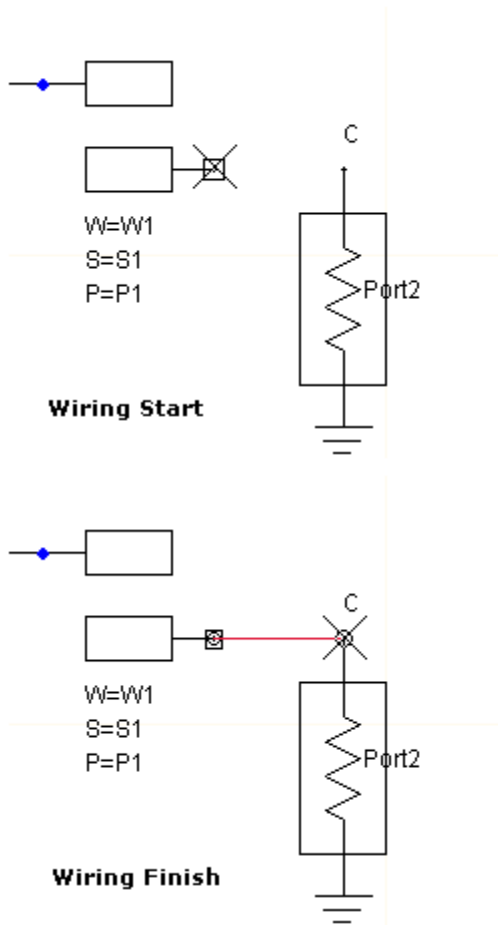 C
W=W1
S=S1
P=P1
Port2
Wiring Start
C
W=W1
S=S1
P=P1
Port2
Wiring Finish